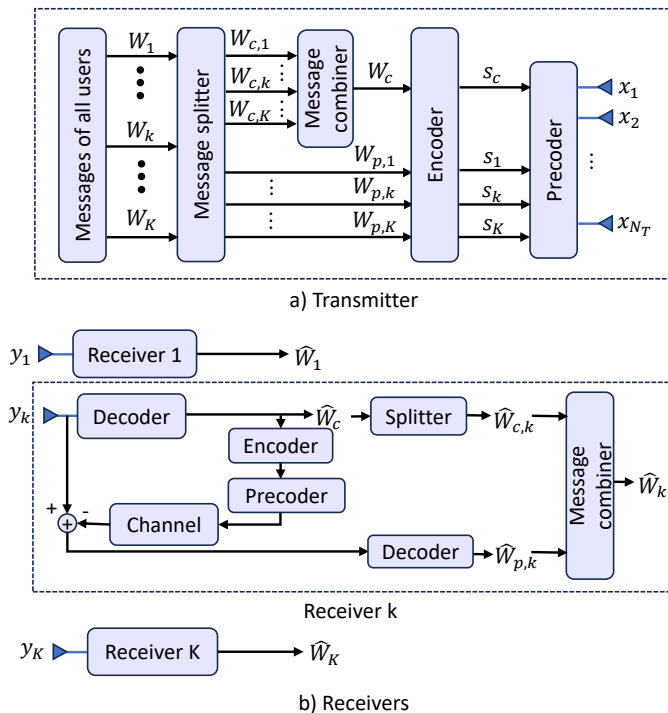 Messages of all users
W_1
W_k
W_K
Message splitter
W_{c,1}
W_{c,k}
W_{c,K}
Message combiner
W_c
W_{p,1}
W_{p,k}
W_{p,K}
Encoder
s_c
s_1
s_k
s_K
Precoder
x_1
x_2
x_{N_T}
a) Transmitter
y_1
Receiver 1
Ŵ_1
y_k
Decoder
Ŵ_c
Splitter
Ŵ_{c,k}
Encoder
Precoder
Channel
+
-
+
Decoder
Ŵ_{p,k}
Message combiner
Ŵ_k
Receiver k
y_K
Receiver K
Ŵ_K
b) Receivers